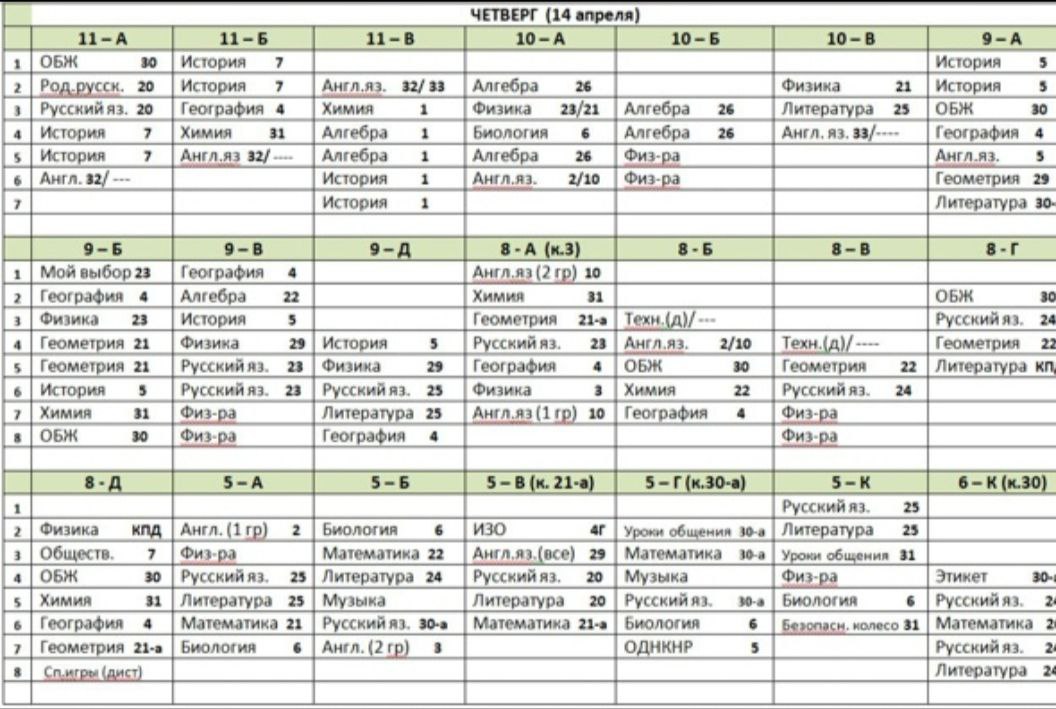 ЧЕТВЕРГ (14 апреля)
11 – А 11 – Б 11 – В 10 – А 10 – Б 10 – В 9 – А
1 ОБЖ 30 История 7 История 5
2 Род.русск. 20 История 7 Англ.яз. 32/ 33 Алгебра 26 Физика 21 История 5
3 Русский яз. 20 География 4 Химия 1 Физика 23/21 Алгебра 26 Литература 25 ОБЖ 30
4 История 7 Химия 31 Алгебра 1 Биология 6 Алгебра 26 Англ. яз. 33/---- География 4
5 История 7 Англ.яз 32/ ---- Алгебра 1 Алгебра 26 Физ-ра Англ.яз. 5
6 Англ. 32/ --- История 1 Англ.яз. 2/10 Физ-ра Геометрия 29
7 История 1 Литература 30-
9 – Б 9 – В 9 – Д 8 - А (к.3) 8 - Б 8 – В 8 - Г
1 Мой выбор 23 География 4 Англ.яз (2 гр) 10
2 География 4 Алгебра 22 Химия 31 ОБЖ 30
3 Физика 23 История 5 Геометрия 21-а Техн.(д)/ --- Русский яз. 24
4 Геометрия 21 Физика 29 История 5 Русский яз. 23 Англ.яз. 2/10 Техн.(д)/ ---- Геометрия 22
5 Геометрия 21 Русский яз. 23 Физика 29 География 4 ОБЖ 30 Геометрия 22 Литература КПД
6 История 5 Русский яз. 23 Русский яз. 25 Физика 3 Химия 22 Русский яз. 24
7 Химия 31 Физ-ра Литература 25 Англ.яз (1 гр) 10 География 4 Физ-ра
8 ОБЖ 30 Физ-ра География 4 Физ-ра
8 - Д 5 – А 5 – Б 5 – В (к. 21-а) 5 – Г (к.30-а) 5 – К 6 – К (к.30)
1 Русский яз. 25
2 Физика КПД Англ. (1 гр) 2 Биология 6 ИЗО 4Г Уроки общения 30-а Литература 25
3 Обществ. 7 Физ-ра Математика 22 Англ.яз.(все) 29 Математика 30-а Уроки общения 31
4 ОБЖ 30 Русский яз. 25 Литература 24 Русский яз. 20 Музыка Физ-ра Этикет 30-а
5 Химия 31 Литература 25 Музыка Литература 20 Русский яз. 30-а Биология 6 Русский яз. 24
6 География 4 Математика 21 Русский яз. 30-а Математика 21-а Биология 6 Безопасн. колесо 31 Математика
7 Геометрия 21-а Биология 6 Англ. (2 гр) 3 ОДНКНР 5 Русский яз. 24
8 Сп.игры (дист) Литература 24